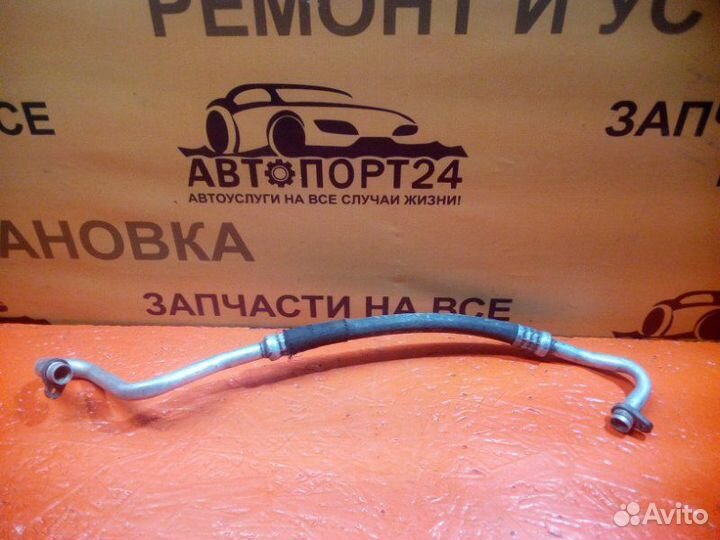 РЕМОНТ И УС
СЕ
ЗАПЧ
АВТОПОРТ24
АВТОУСЛУГИ НА ВСЕ СЛУЧАИ ЖИЗНИ!
АНОВКА
ЗАПЧАСТИ НА ВСЕ
Avito